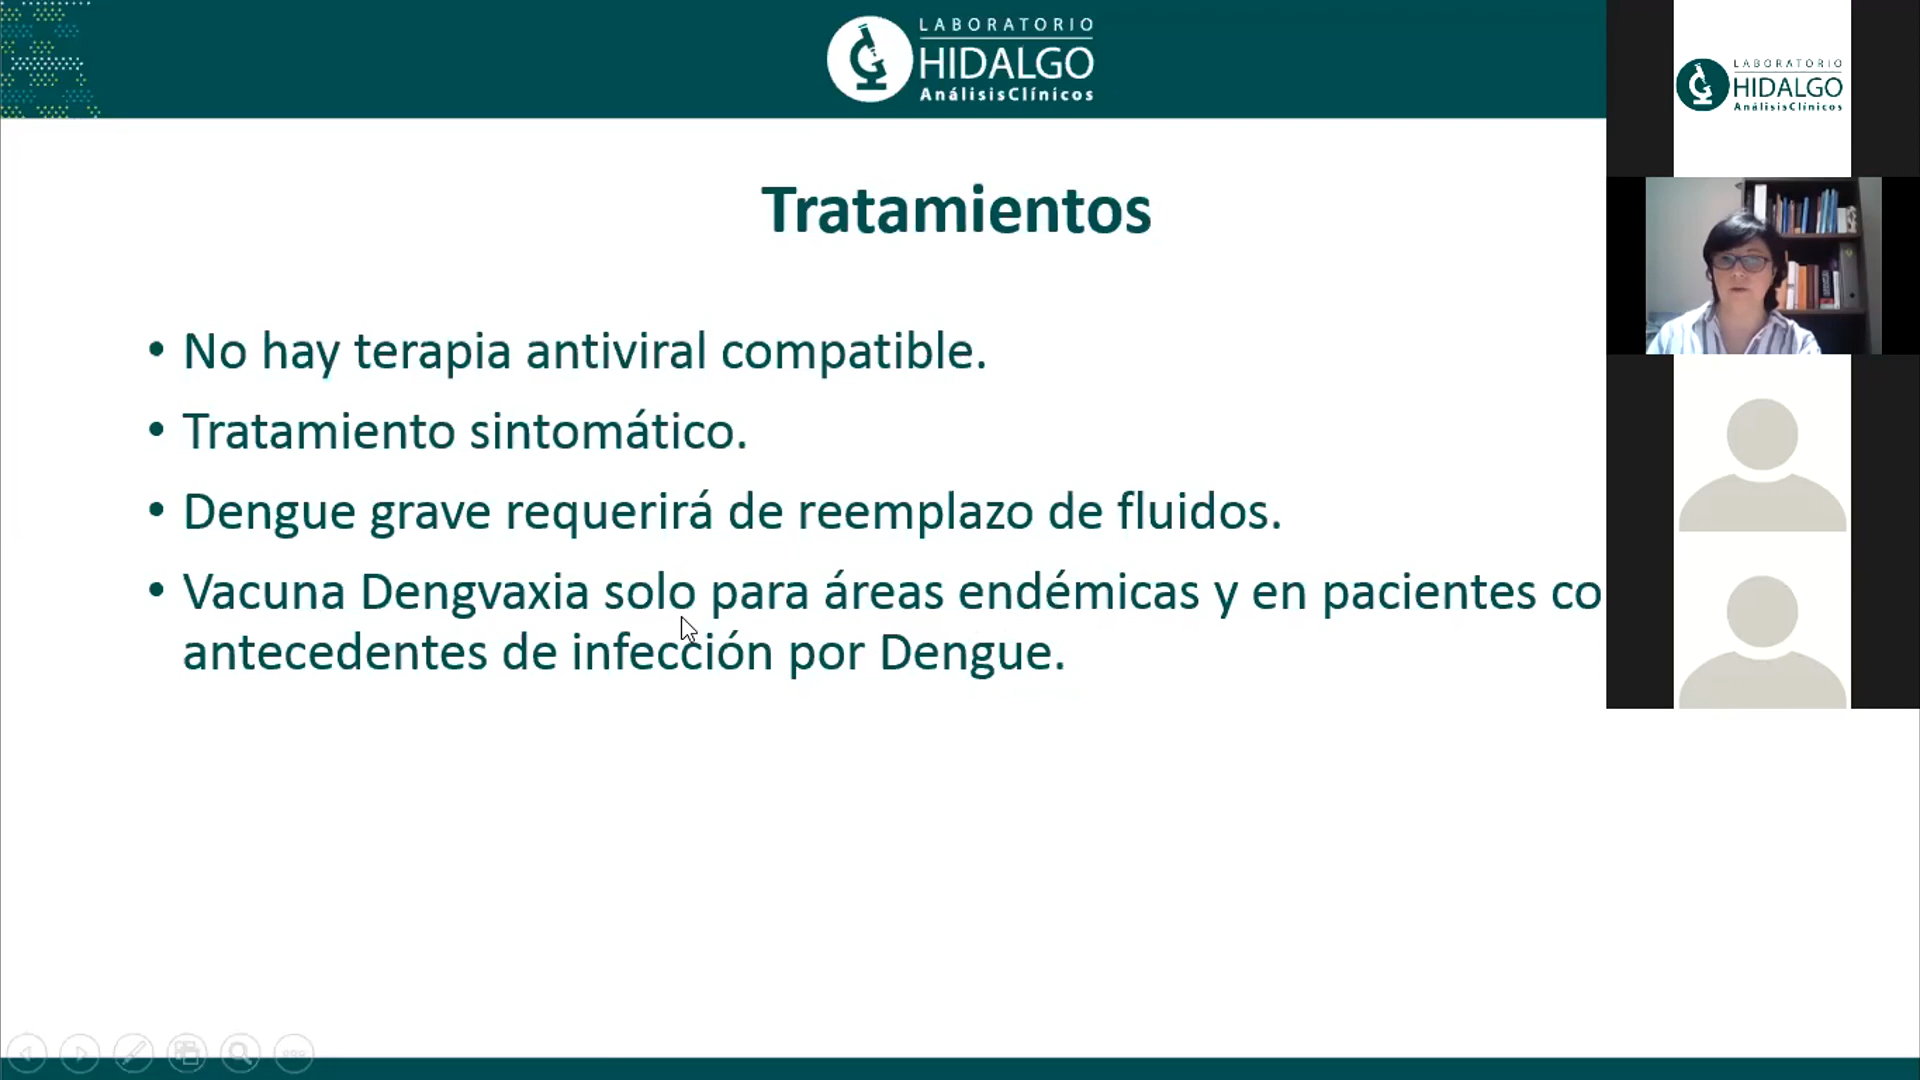 LABORATORIO
HIDALGO
AnálisisClínicos
LABORATORIO
HIDALGO
AnálisisClínicos
Tratamientos
• No hay terapia antiviral compatible.
• Tratamiento sintomático.
• Dengue grave requerirá de reemplazo de fluidos.
• Vacuna Dengvaxia solo para áreas endémicas y en pacientes co
antecedentes de infección por Dengue.